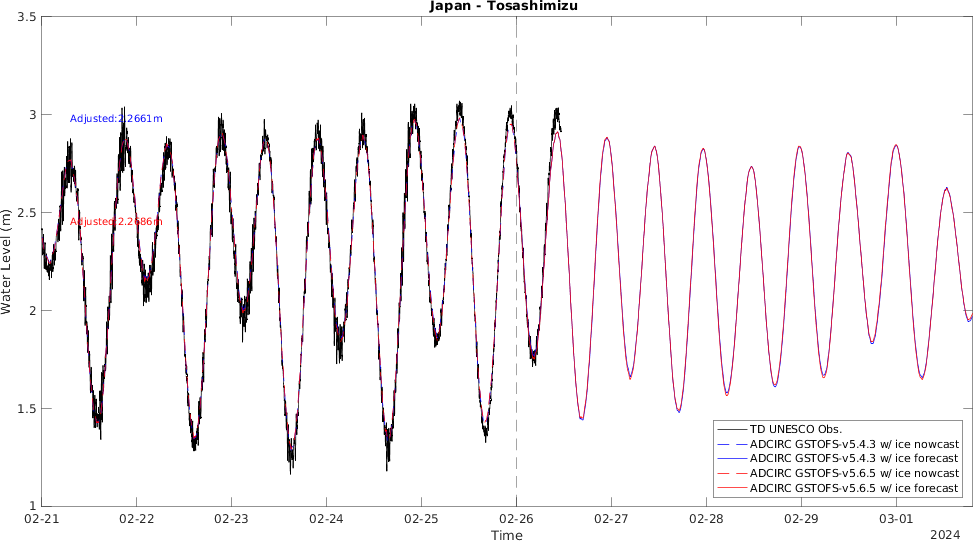 Japan - Tosashimizu
3.5
3
2.5
2
1.5
1
Water Level (m)
Adjusted:2.2661m
Adjusted:2.2686m
TD UNESCO Obs.
ADCIRC GSTOFS-v5.4.3 w/ ice nowcast
ADCIRC GSTOFS-v5.4.3 w/ ice forecast
ADCIRC GSTOFS-v5.6.5 w/ ice nowcast
ADCIRC GSTOFS-v5.6.5 w/ ice forecast
02-21 02-22 02-23 02-24 02-25 02-26 02-27 02-28 02-29 03-01
Time
2024